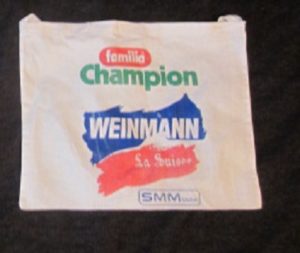 familia
Champion
WEINMANN
La Suisse
SMM